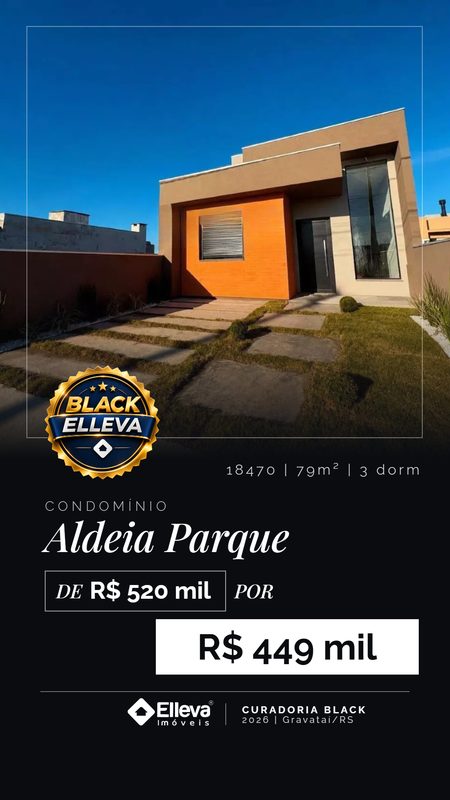 BLACK
ELLEVA
18470 | 79m² | 3 dorm
CONDOMÍNIO
Aldeia Parque
DE R$ 520 mil POR
R$ 449 mil
Elleva®
Imóveis
CURADORIA BLACK
2026 | Gravataí/RS